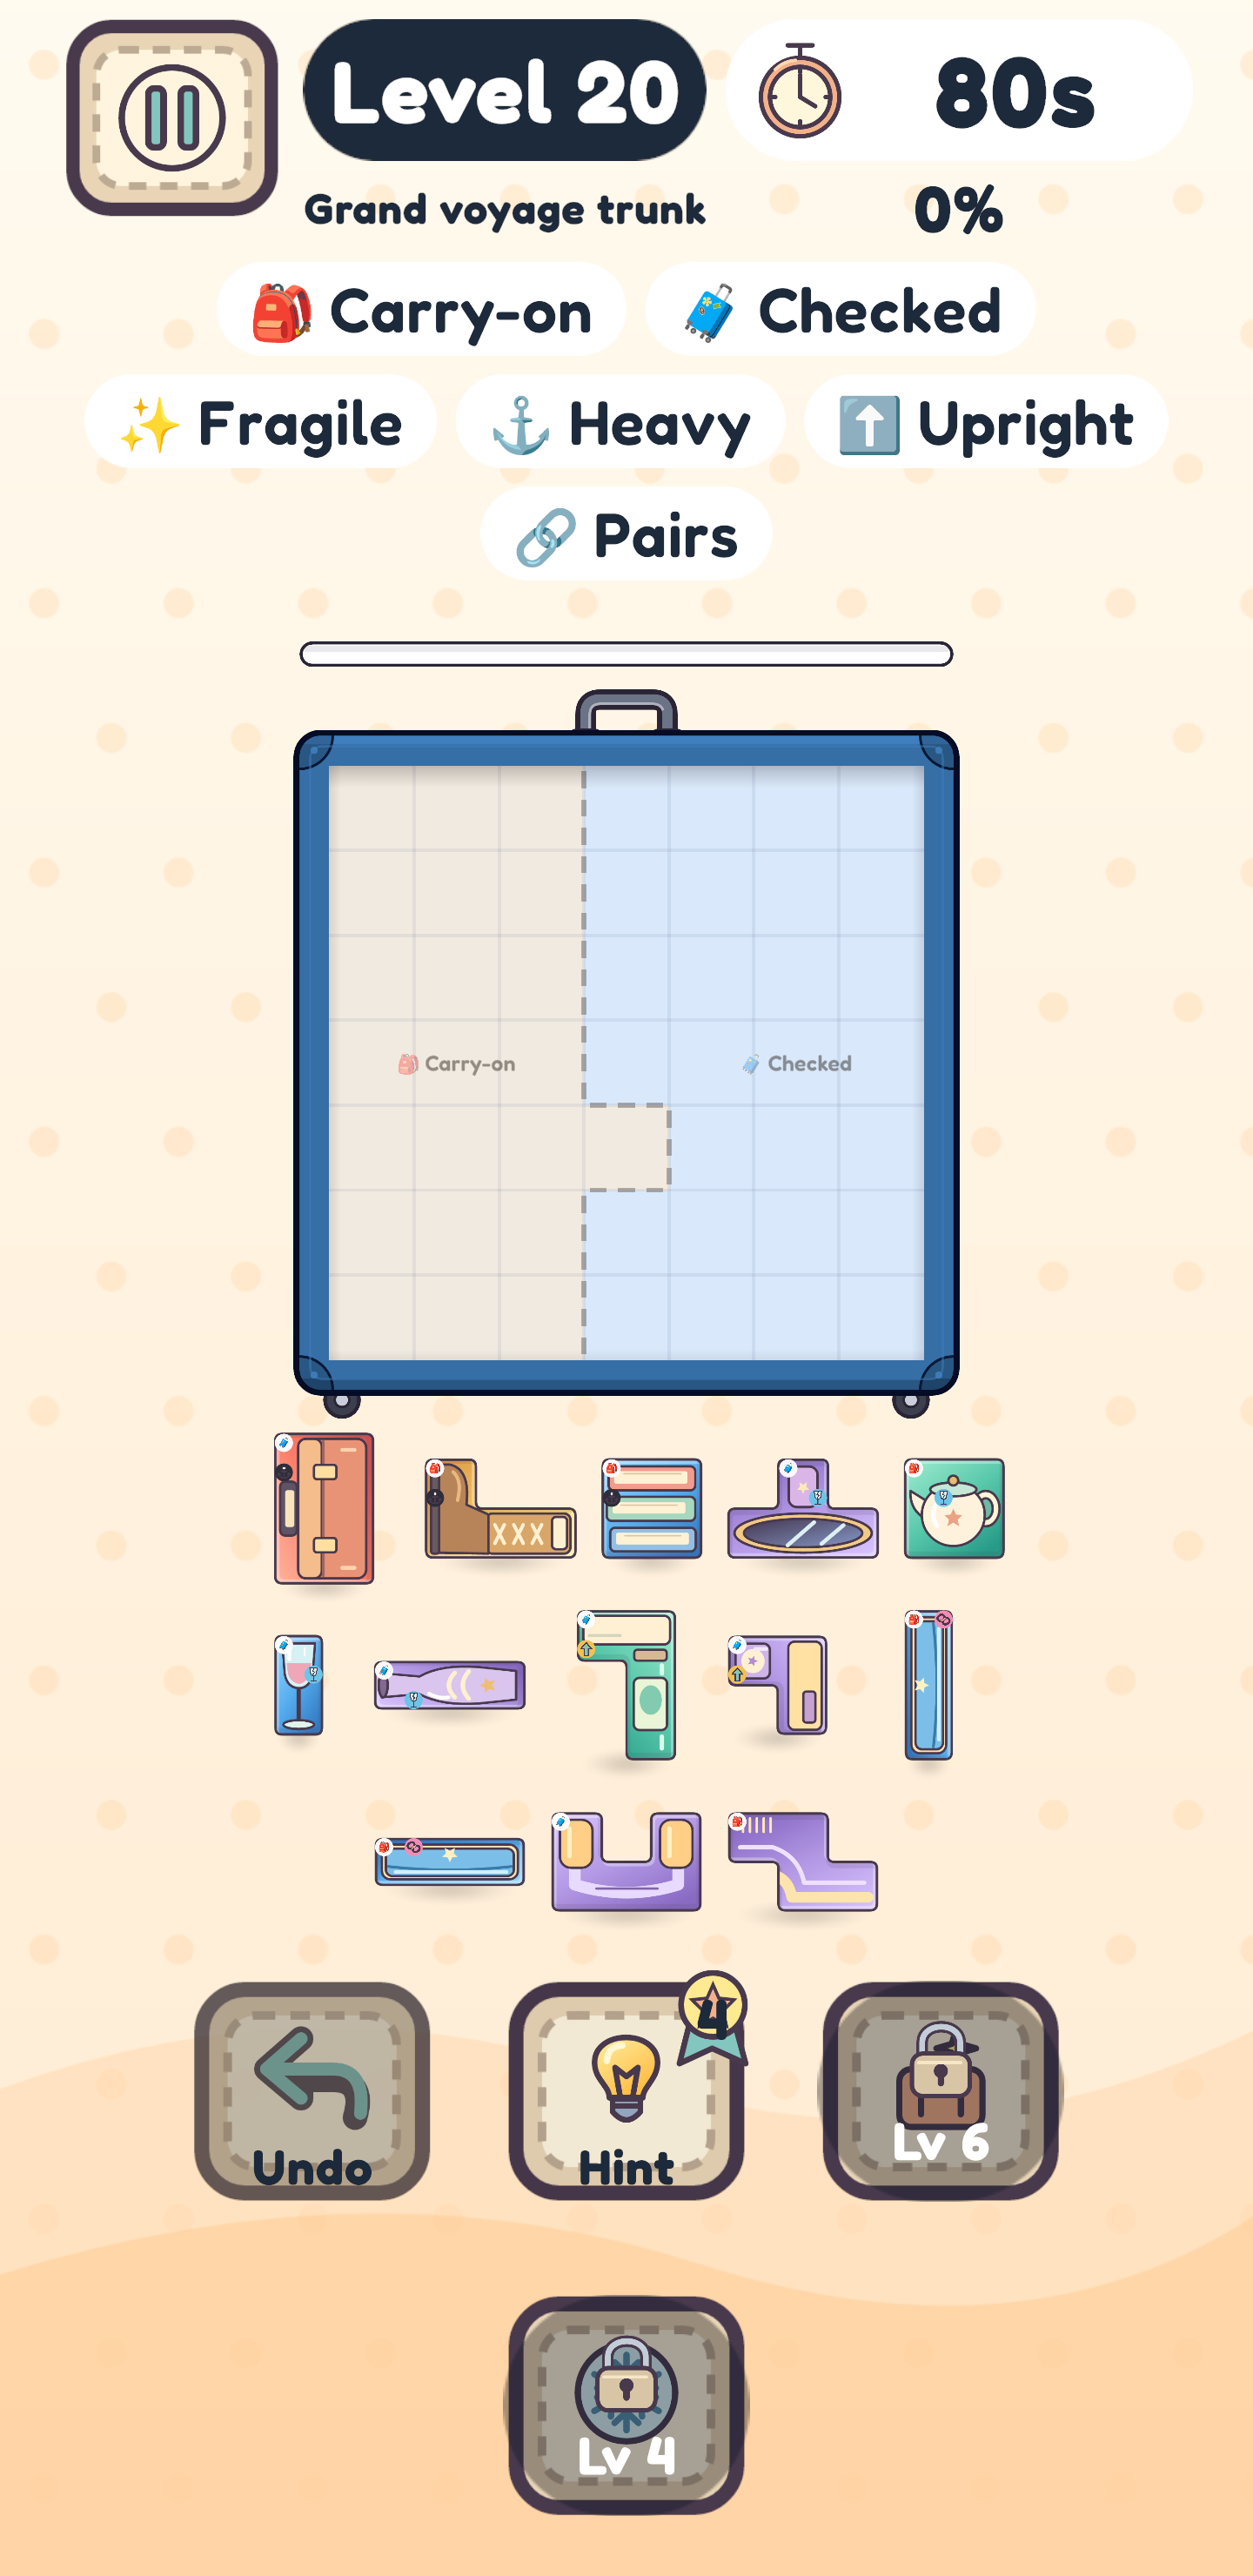 Level 20
80s
Grand voyage trunk
0%
Carry-on
Checked
Fragile
Heavy
Upright
Pairs
Carry-on
Checked
XXX
4
Undo
Hint
Lv 6
Lv 4